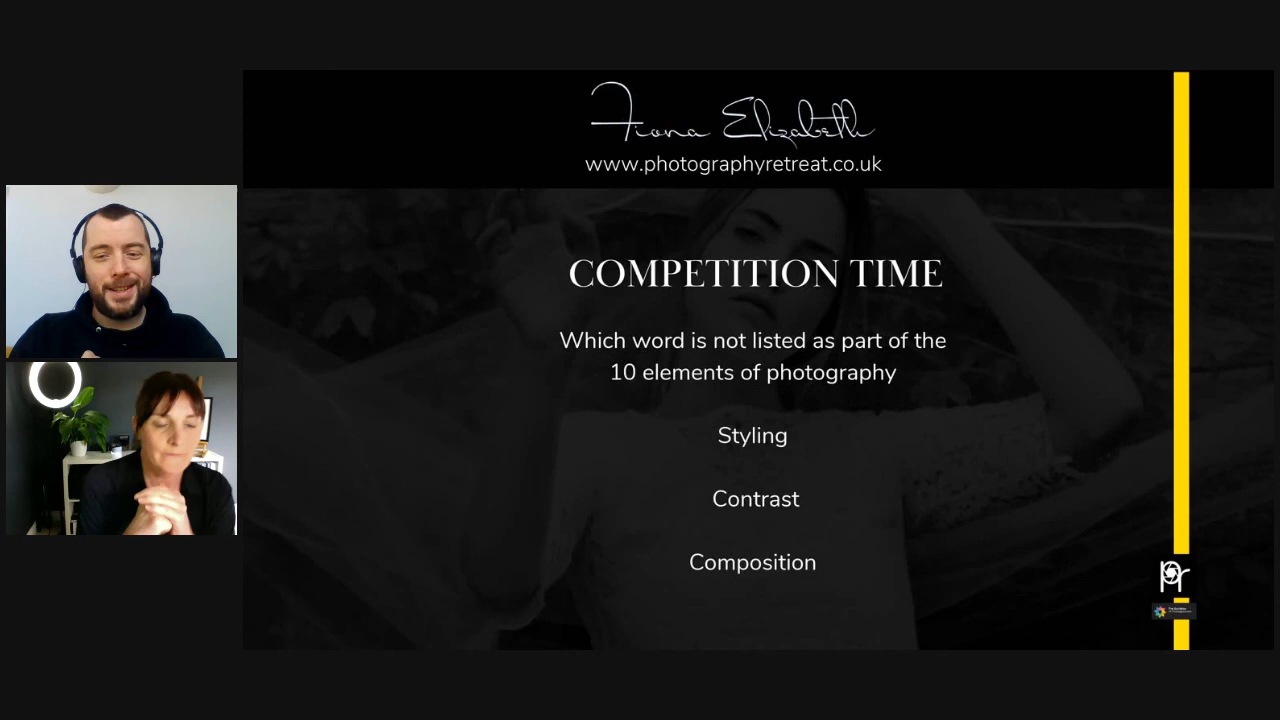 Fiona Elizabeth
www.photographyretreat.co.uk
COMPETITION TIME
Which word is not listed as part of the
10 elements of photography
Styling
Contrast
Composition
pr